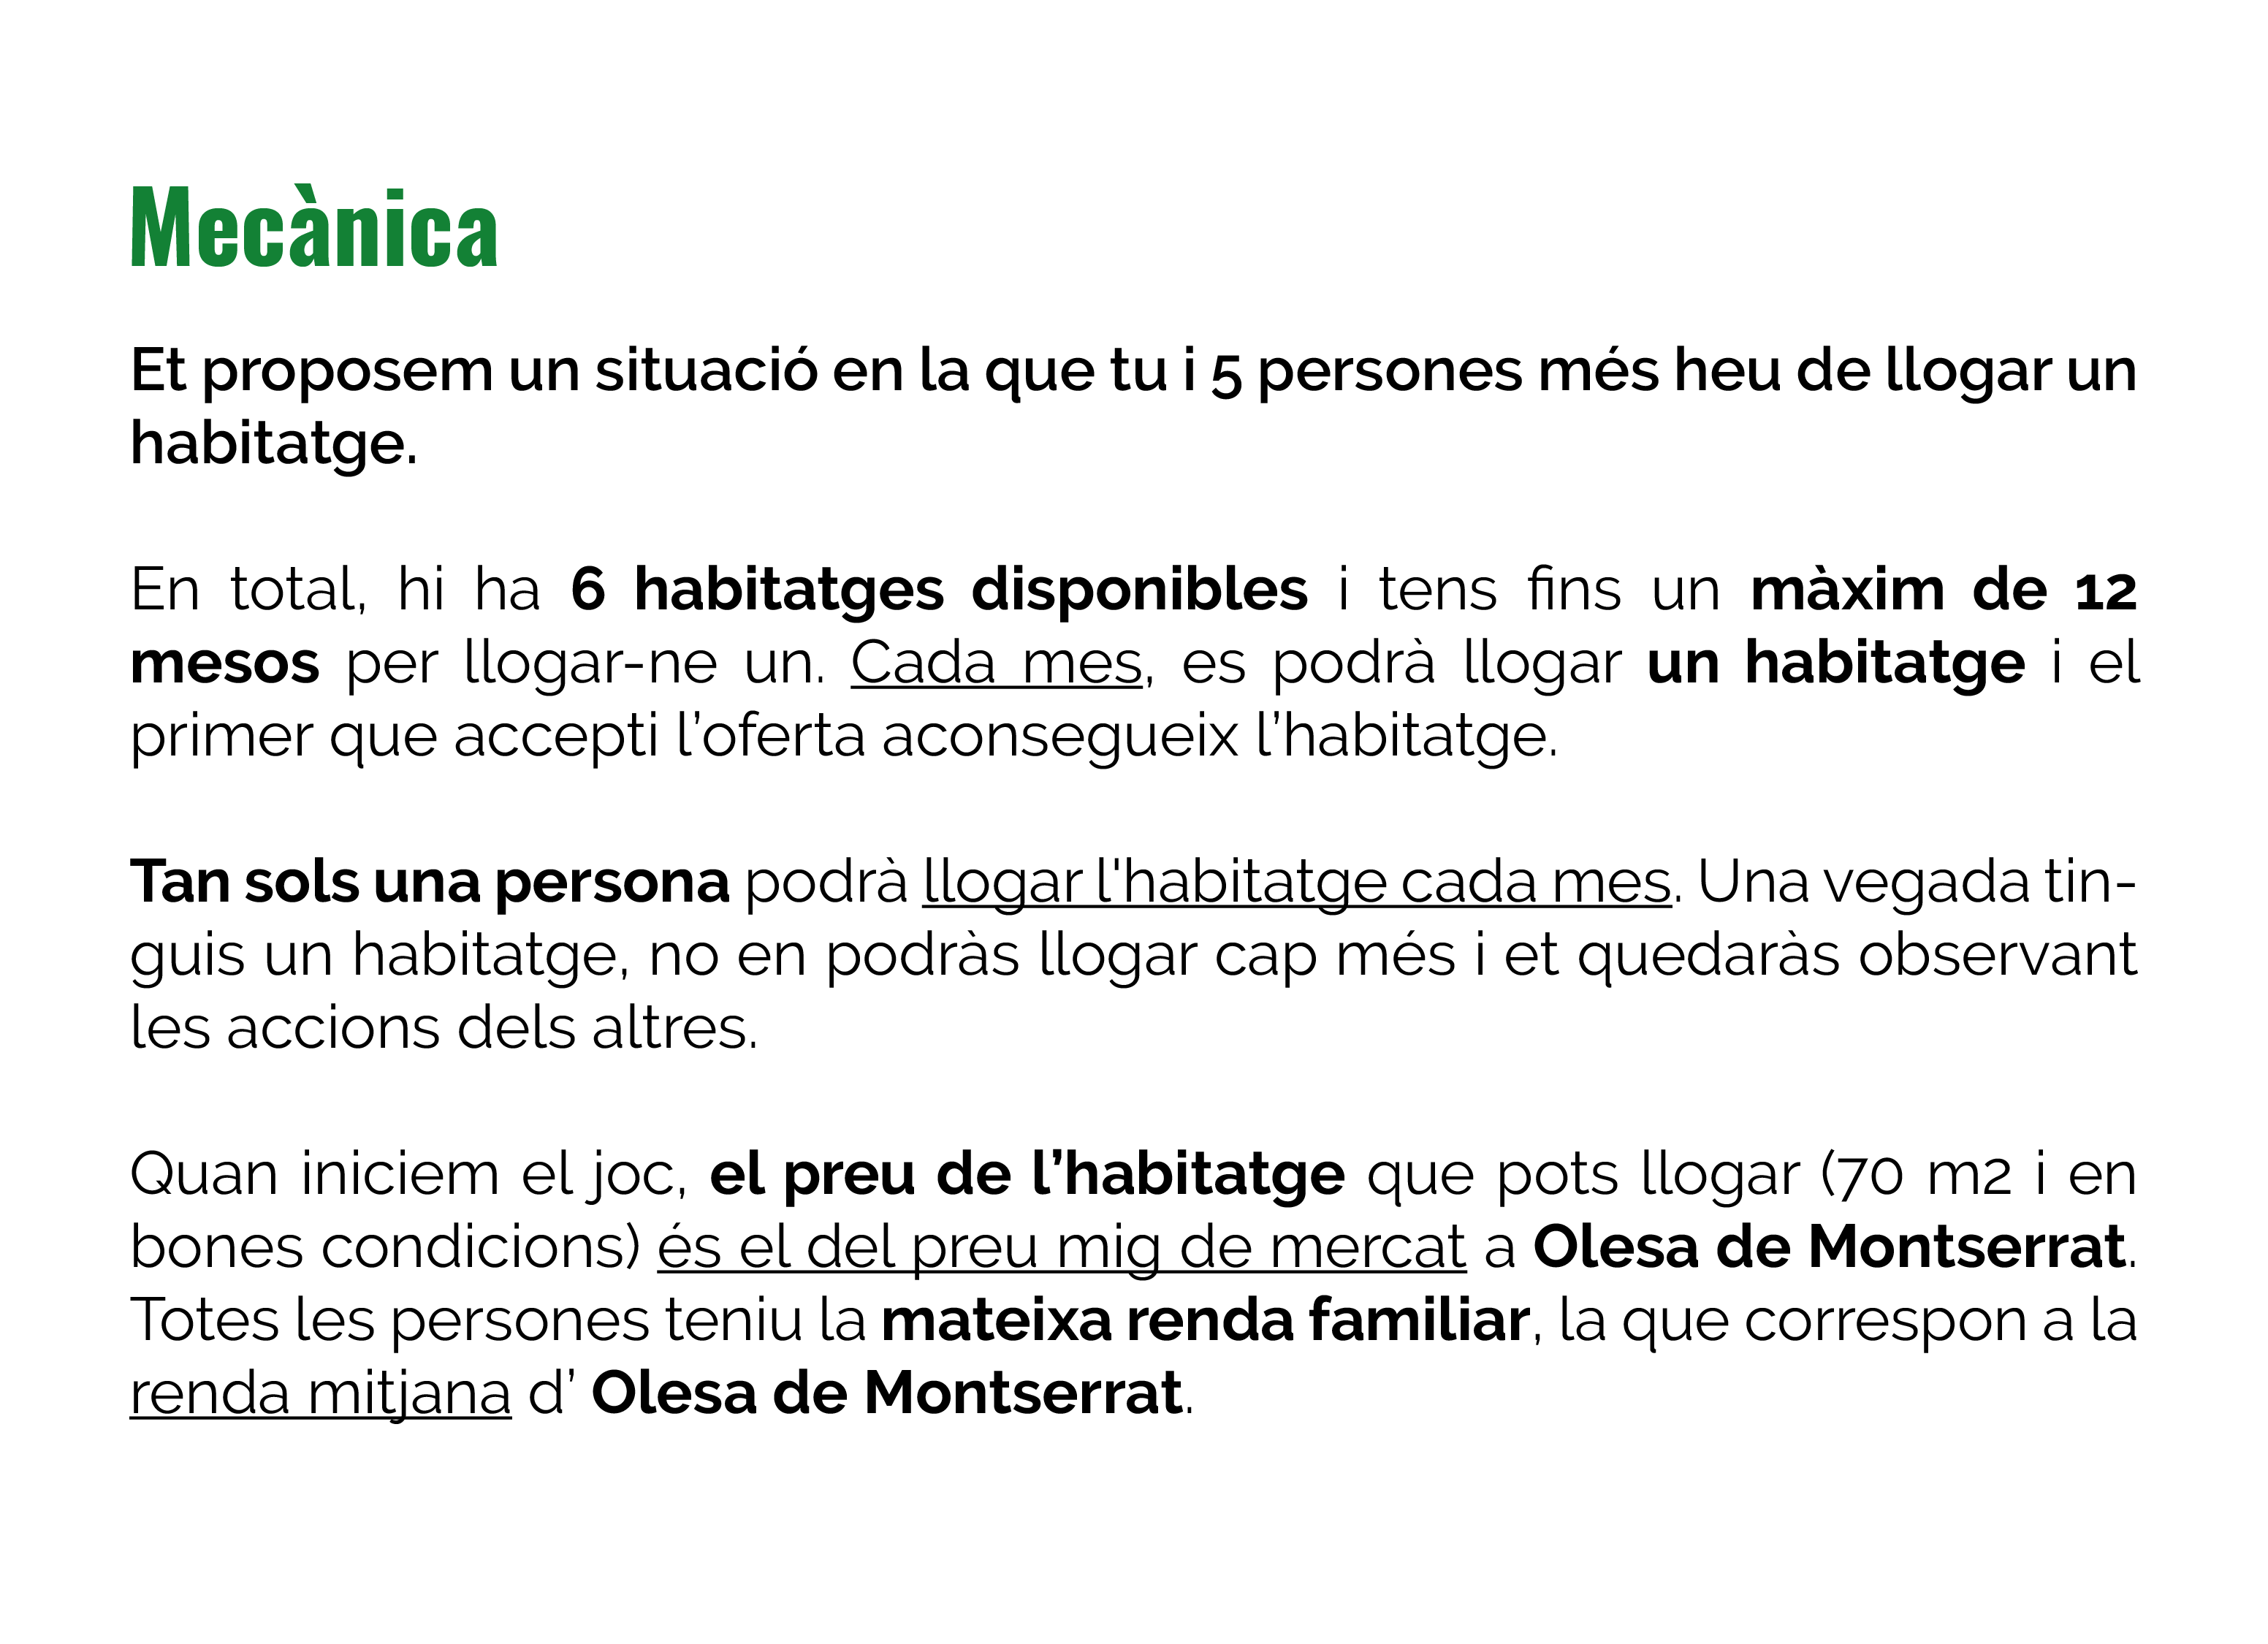 Mecànica
Et proposem un situació en la que tu i 5 persones més heu de llogar un
habitatge.
En total, hi ha 6 habitatges disponibles i tens fins un màxim de 12
mesos per llogar-ne un. Cada mes, es podrà llogar un habitatge i el
primer que accepti l’oferta aconsegueix l’habitatge.
Tan sols una persona podrà llogar l'habitatge cada mes. Una vegada tin-
guis un habitatge, no en podràs llogar cap més i et quedaràs observant
les accions dels altres.
Quan iniciem el joc, el preu de l’habitatge que pots llogar (70 m2 i en
bones condicions) és el del preu mig de mercat a Olesa de Montserrat.
Totes les persones teniu la mateixa renda familiar, la que correspon a la
renda mitjana d’ Olesa de Montserrat.